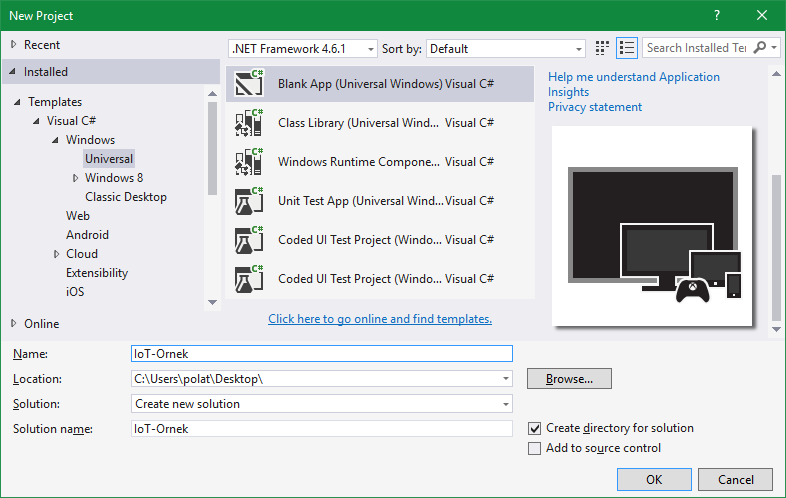 New Project
?
Recent
.NET Framework 4.6.1
Sort by: Default
Search Installed Te
Installed
Templates
Visual C#
Windows
Universal
Windows 8
Classic Desktop
Web
Android
Cloud
Extensibility
iOS
Online
C# Blank App (Universal Windows) Visual C#
C# Class Library (Universal Wind... Visual C#
C# Windows Runtime Compone... Visual C#
C# Unit Test App (Universal Wind... Visual C#
C# Coded UI Test Project (Windo... Visual C#
C# Coded UI Test Project (Windo... Visual C#
Click here to go online and find templates.
Help me understand Application
Insights
Privacy statement
Name: IoT-Ornek
Location: C:\Users\polat\Desktop\
Browse...
Solution: Create new solution
Solution name: IoT-Ornek
Create directory for solution
Add to source control
OK
Cancel